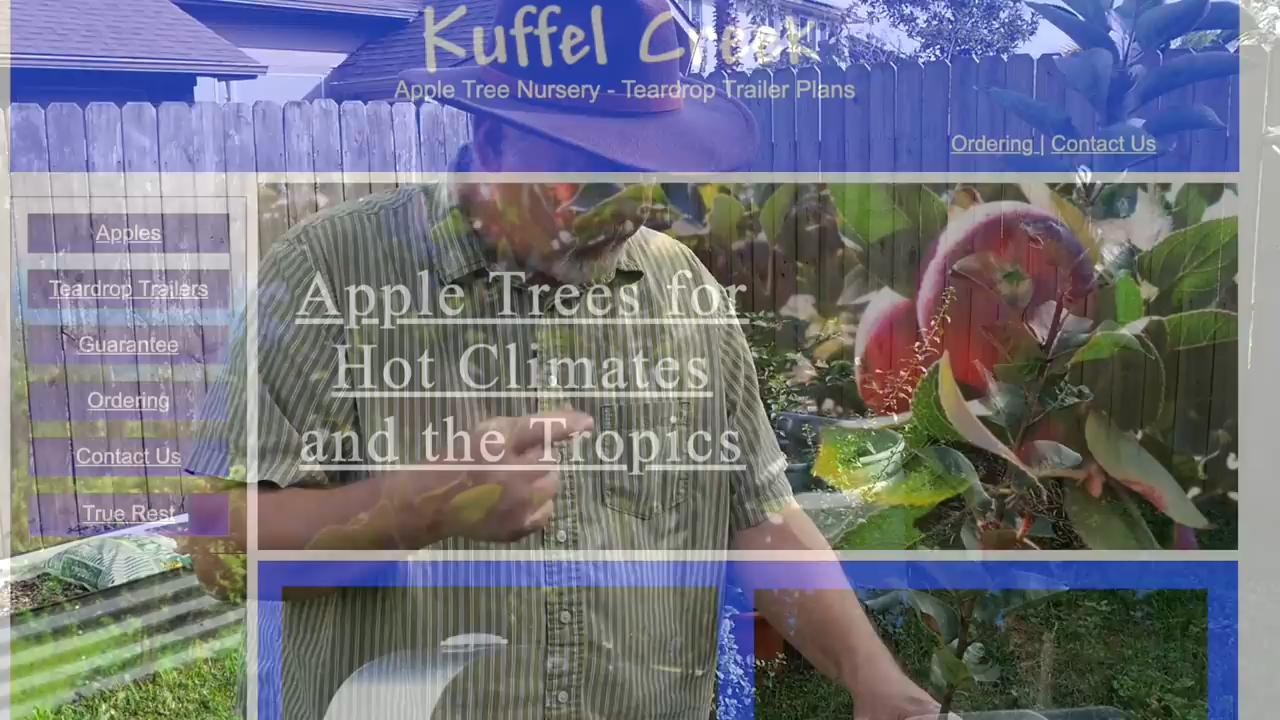 Kuffel Creek
Apple Tree Nursery - Teardrop Trailer Plans
Ordering | Contact Us
Apples
Teardrop Trailers
Guarantee
Ordering
Contact Us
True Rest
Apple Trees for
Hot Climates
and the Tropics